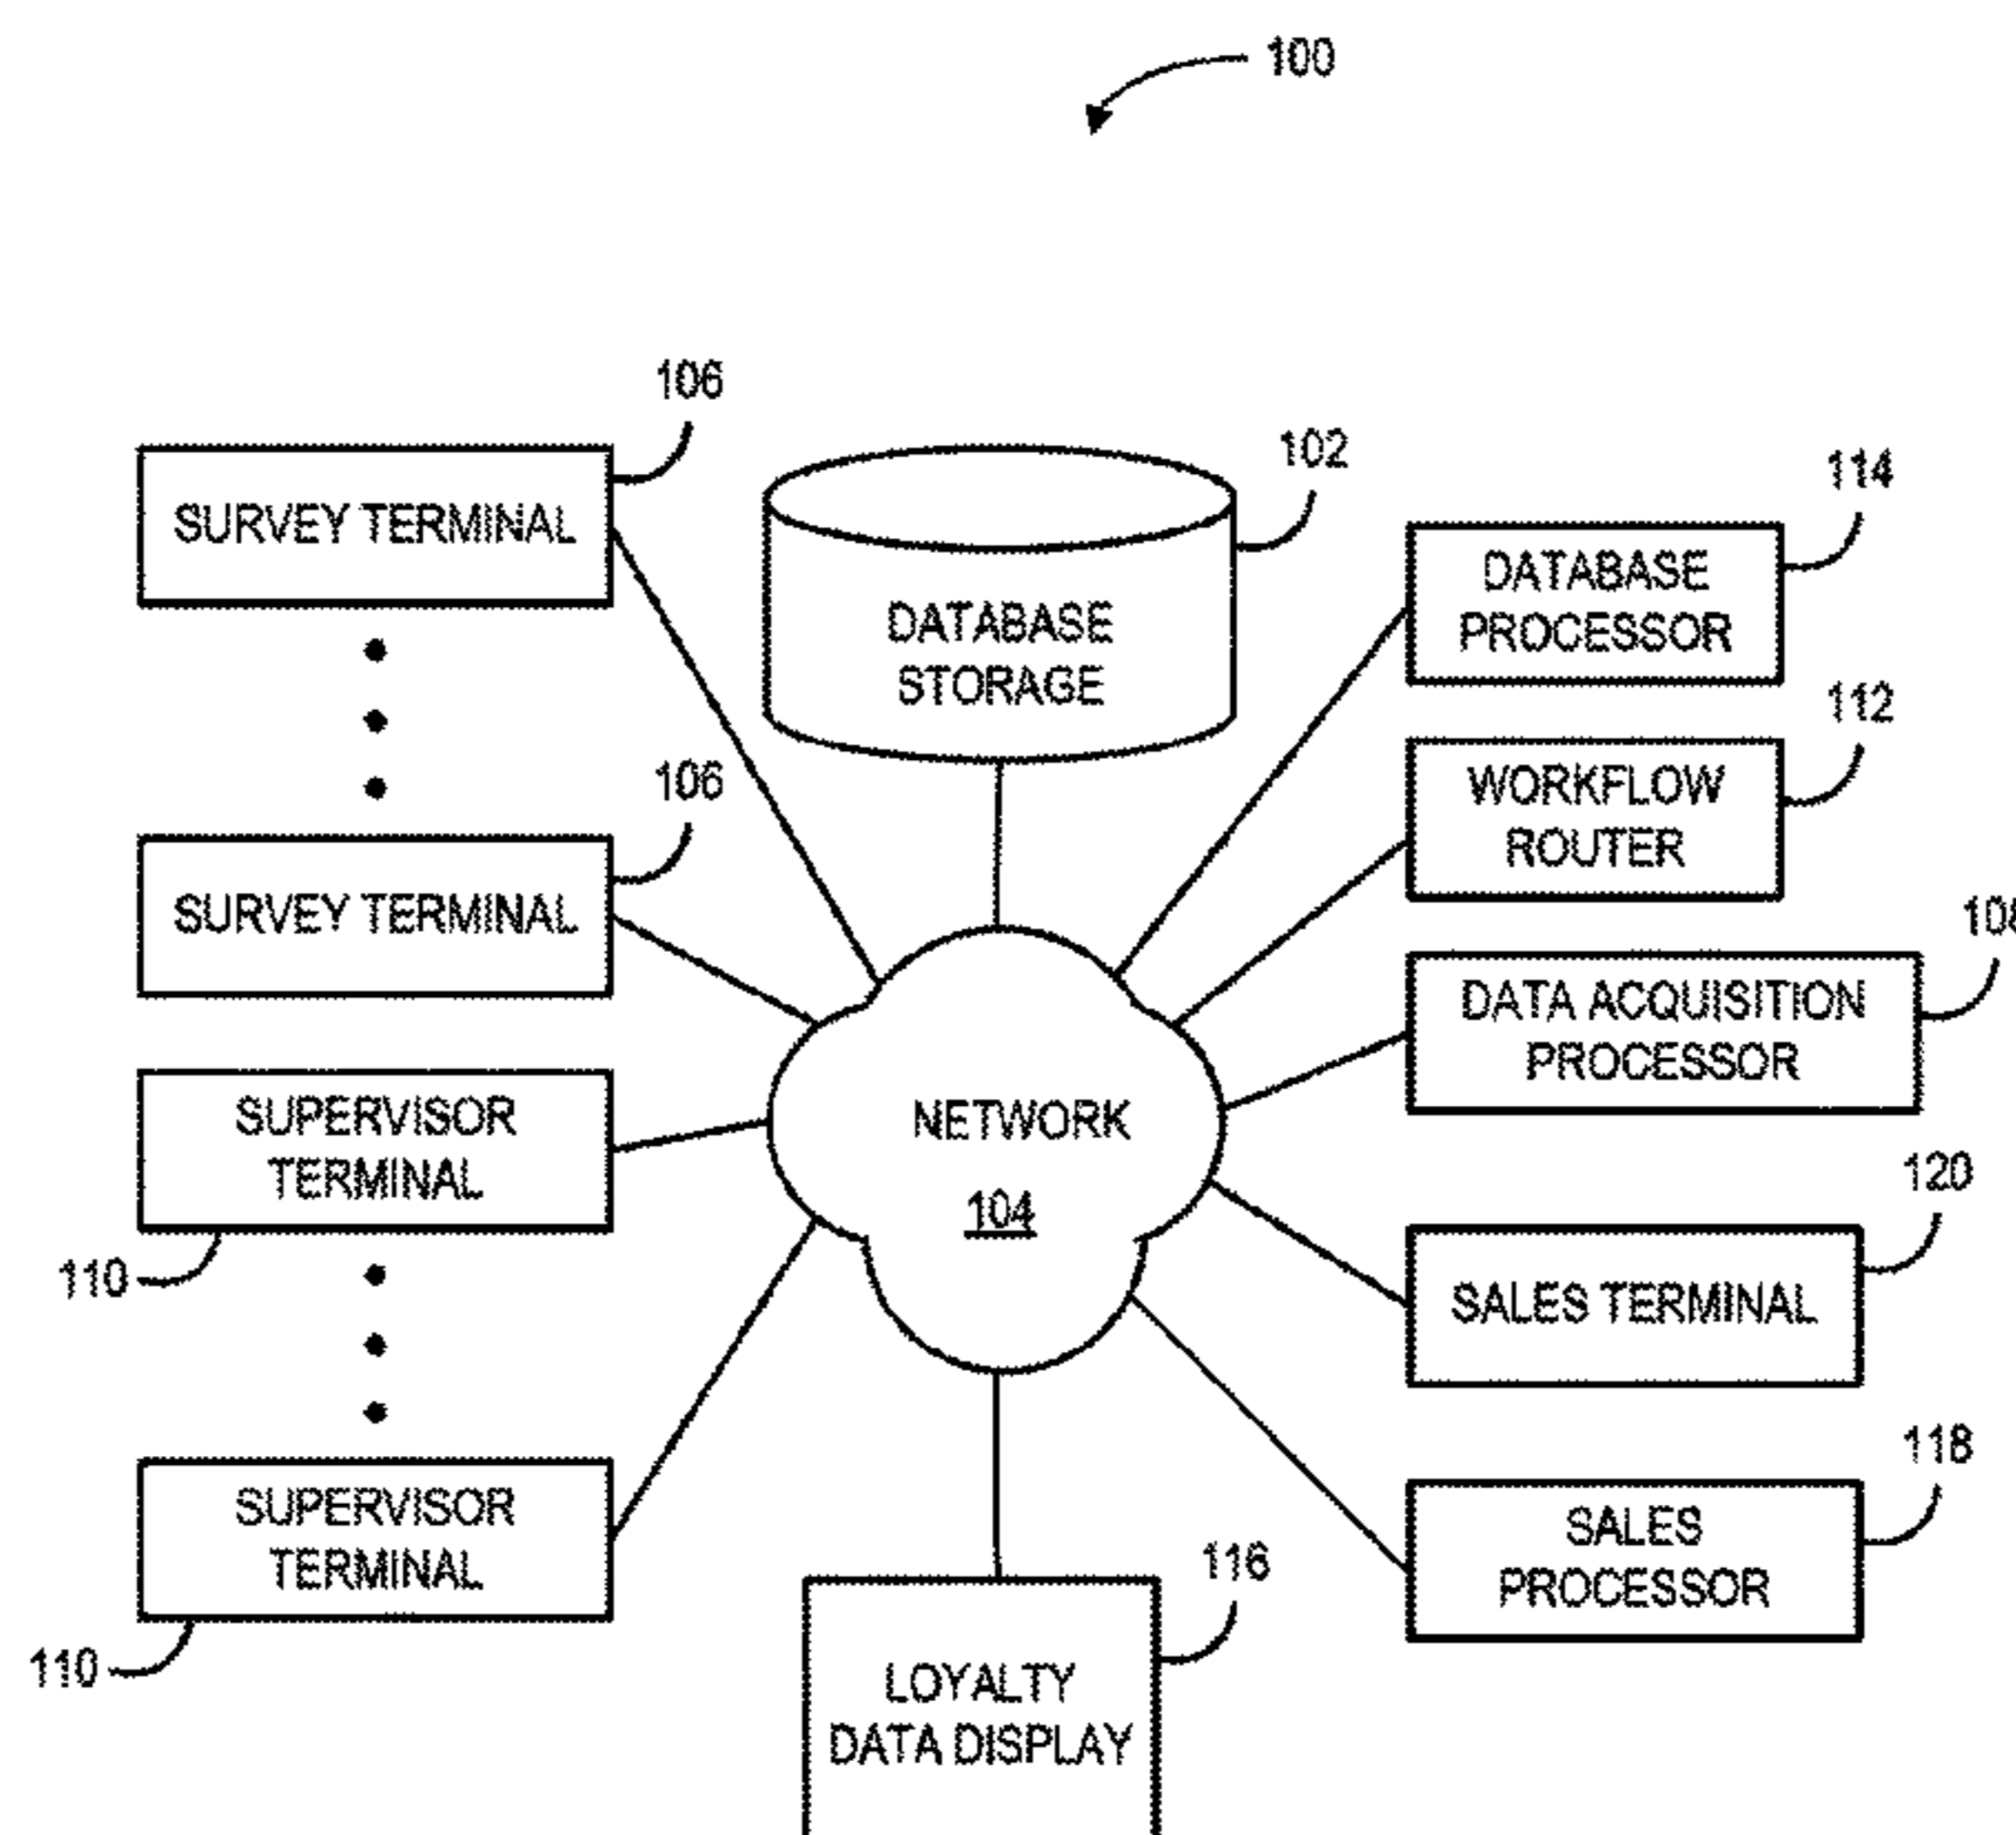 100
106
SURVEY TERMINAL
102
DATABASE
STORAGE
114
DATABASE
PROCESSOR
112
WORKFLOW
ROUTER
106
SURVEY TERMINAL
108
DATA ACQUISITION
PROCESSOR
SUPERVISOR
TERMINAL
110
NETWORK
104
120
SALES TERMINAL
118
SALES
PROCESSOR
SUPERVISOR
TERMINAL
110
116
LOYALTY
DATA DISPLAY